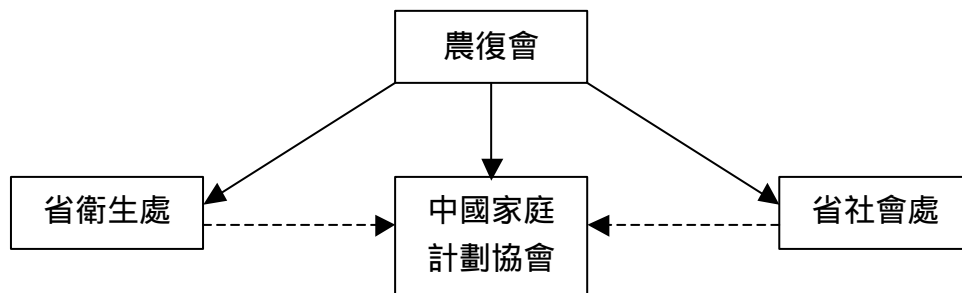 農復會
省衛生處
中國家庭
計劃協會
省社會處